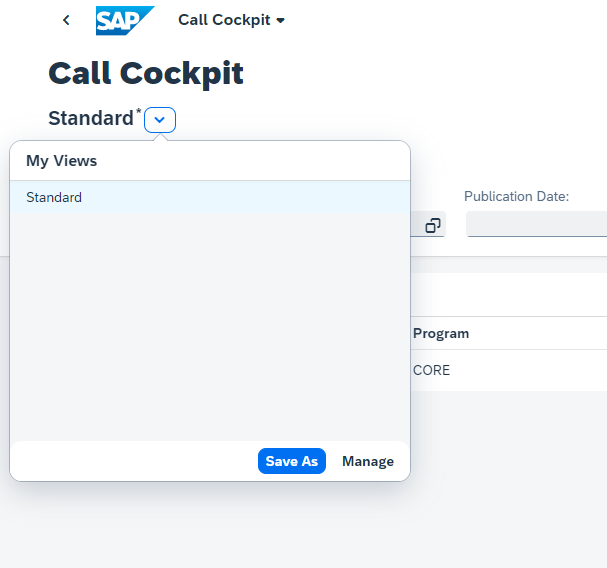 SAP Call Cockpit
Call Cockpit
Standard*
My Views
Standard
Publication Date:
Program
CORE
Save As Manage